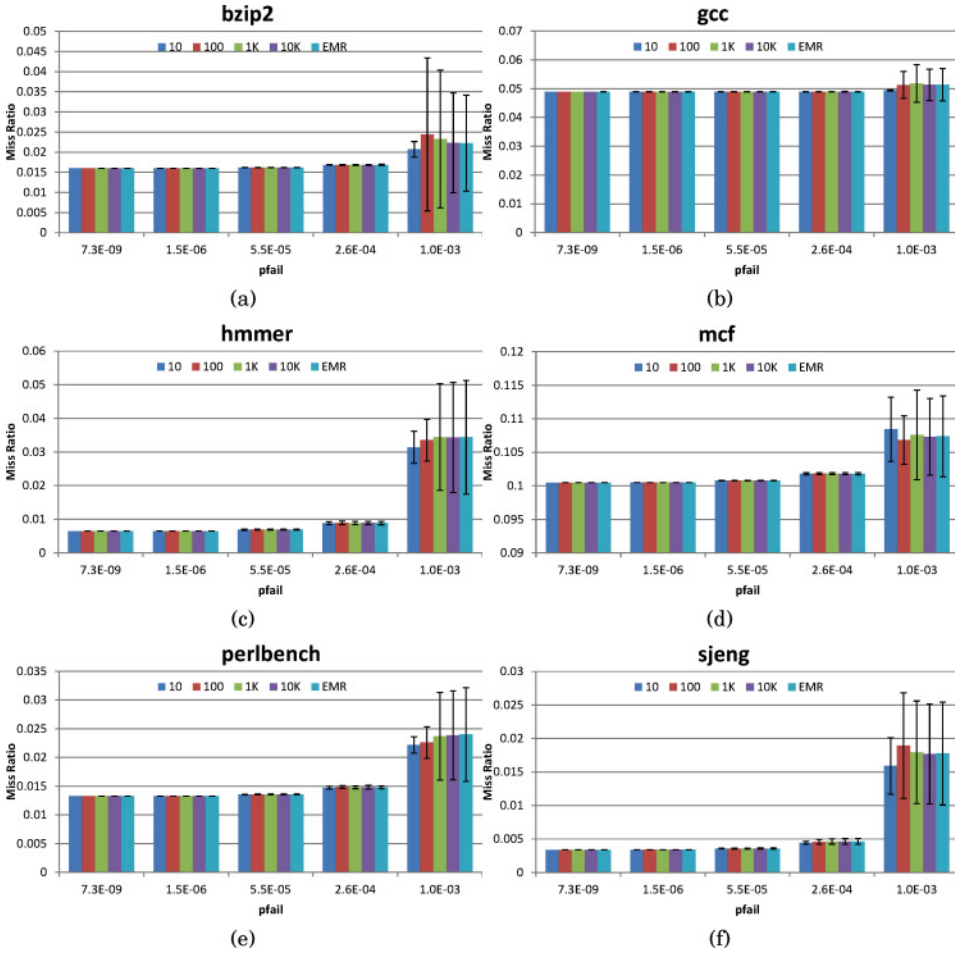 bzip2
0.05
0.045
0.04
0.035
0.03
0.025
0.02
0.015
0.01
0.005
0
Miss Ratio
10 100 1K 10K EMR
7.3E-09 1.5E-06 5.5E-05 2.6E-04 1.0E-03
pfail
(a)
gcc
0.07
0.06
0.05
0.04
0.03
0.02
0.01
0
Miss Ratio
10 100 1K 10K EMR
7.3E-09 1.5E-06 5.5E-05 2.6E-04 1.0E-03
pfail
(b)
hmmer
0.06
0.05
0.04
0.03
0.02
0.01
0
Miss Ratio
10 100 1K 10K EMR
7.3E-09 1.5E-06 5.5E-05 2.6E-04 1.0E-03
pfail
(c)
mcf
0.12
0.115
0.11
0.105
0.1
0.095
0.09
Miss Ratio
10 100 1K 10K EMR
7.3E-09 1.5E-06 5.5E-05 2.6E-04 1.0E-03
pfail
(d)
perlbench
0.035
0.03
0.025
0.02
0.015
0.01
0.005
0
Miss Ratio
10 100 1K 10K EMR
7.3E-09 1.5E-06 5.5E-05 2.6E-04 1.0E-03
pfail
(e)
sjeng
0.03
0.025
0.02
0.015
0.01
0.005
0
Miss Ratio
10 100 1K 10K EMR
7.3E-09 1.5E-06 5.5E-05 2.6E-04 1.0E-03
pfail
(f)